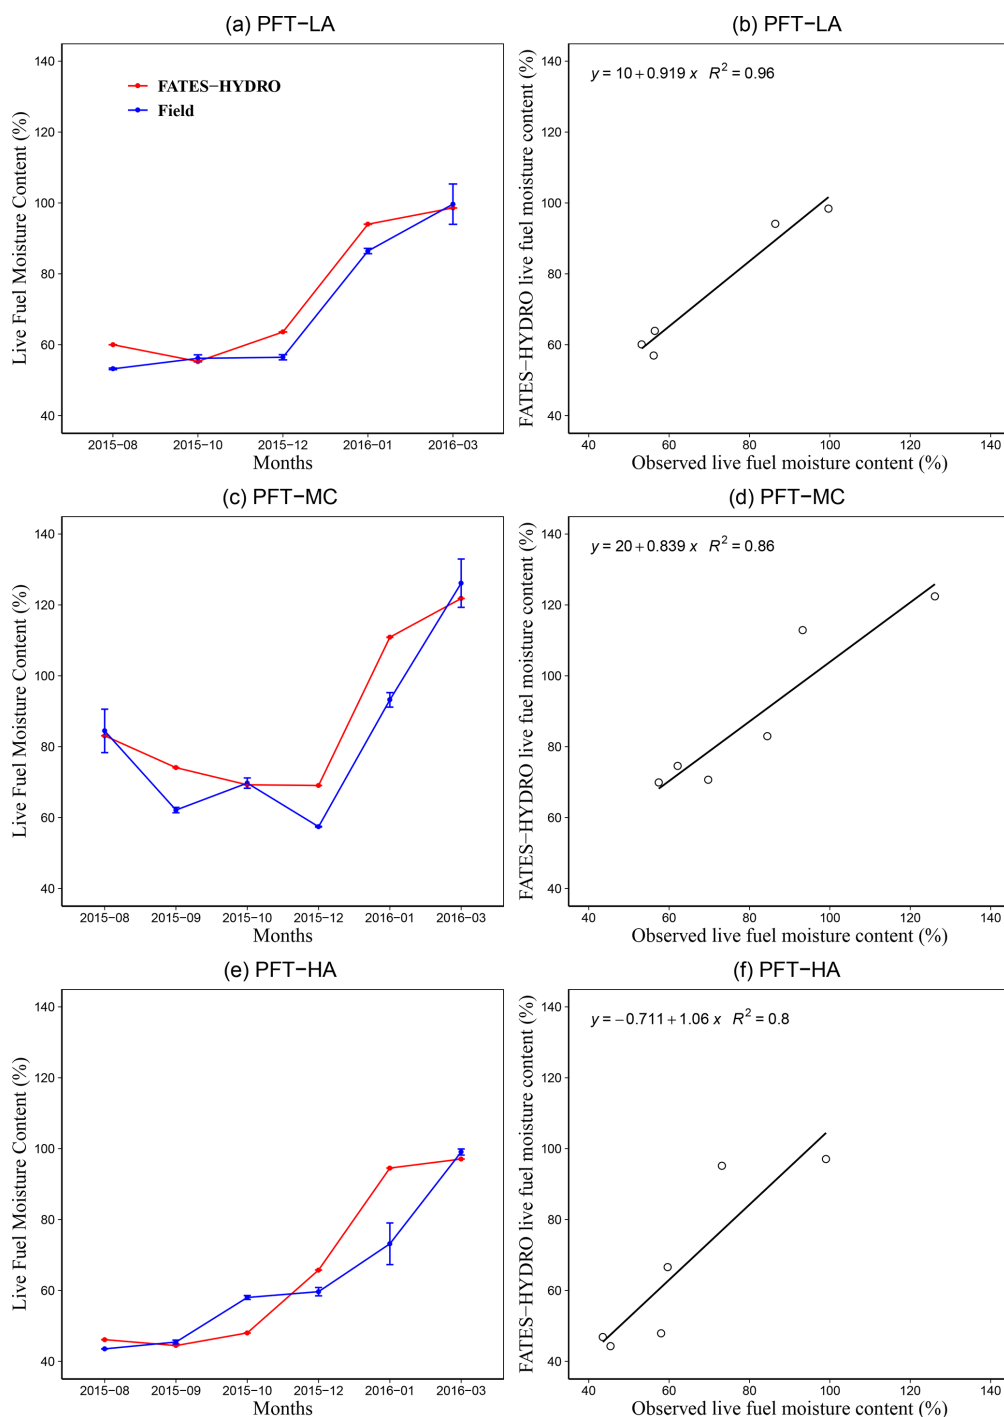 (a) PFT−LA
Live Fuel Moisture Content (%)
140
120
100
80
60
40
FATES−HYDRO
Field
2015−08 2015−10 2015−12 2016−01 2016−03
Months
(b) PFT−LA
FATES−HYDRO live fuel moisture content (%)
140
120
100
80
60
40
y = 10 + 0.919 x R² = 0.96
40 60 80 100 120 140
Observed live fuel moisture content (%)
(c) PFT−MC
Live Fuel Moisture Content (%)
140
120
100
80
60
40
2015−08 2015−09 2015−10 2015−12 2016−01 2016−03
Months
(d) PFT−MC
FATES−HYDRO live fuel moisture content (%)
140
120
100
80
60
40
y = 20 + 0.839 x R² = 0.86
40 60 80 100 120 140
Observed live fuel moisture content (%)
(e) PFT−HA
Live Fuel Moisture Content (%)
140
120
100
80
60
40
2015−08 2015−09 2015−10 2015−12 2016−01 2016−03
Months
(f) PFT−HA
FATES−HYDRO live fuel moisture content (%)
140
120
100
80
60
40
y = −0.711 + 1.06 x R² = 0.8
40 60 80 100 120 140
Observed live fuel moisture content (%)